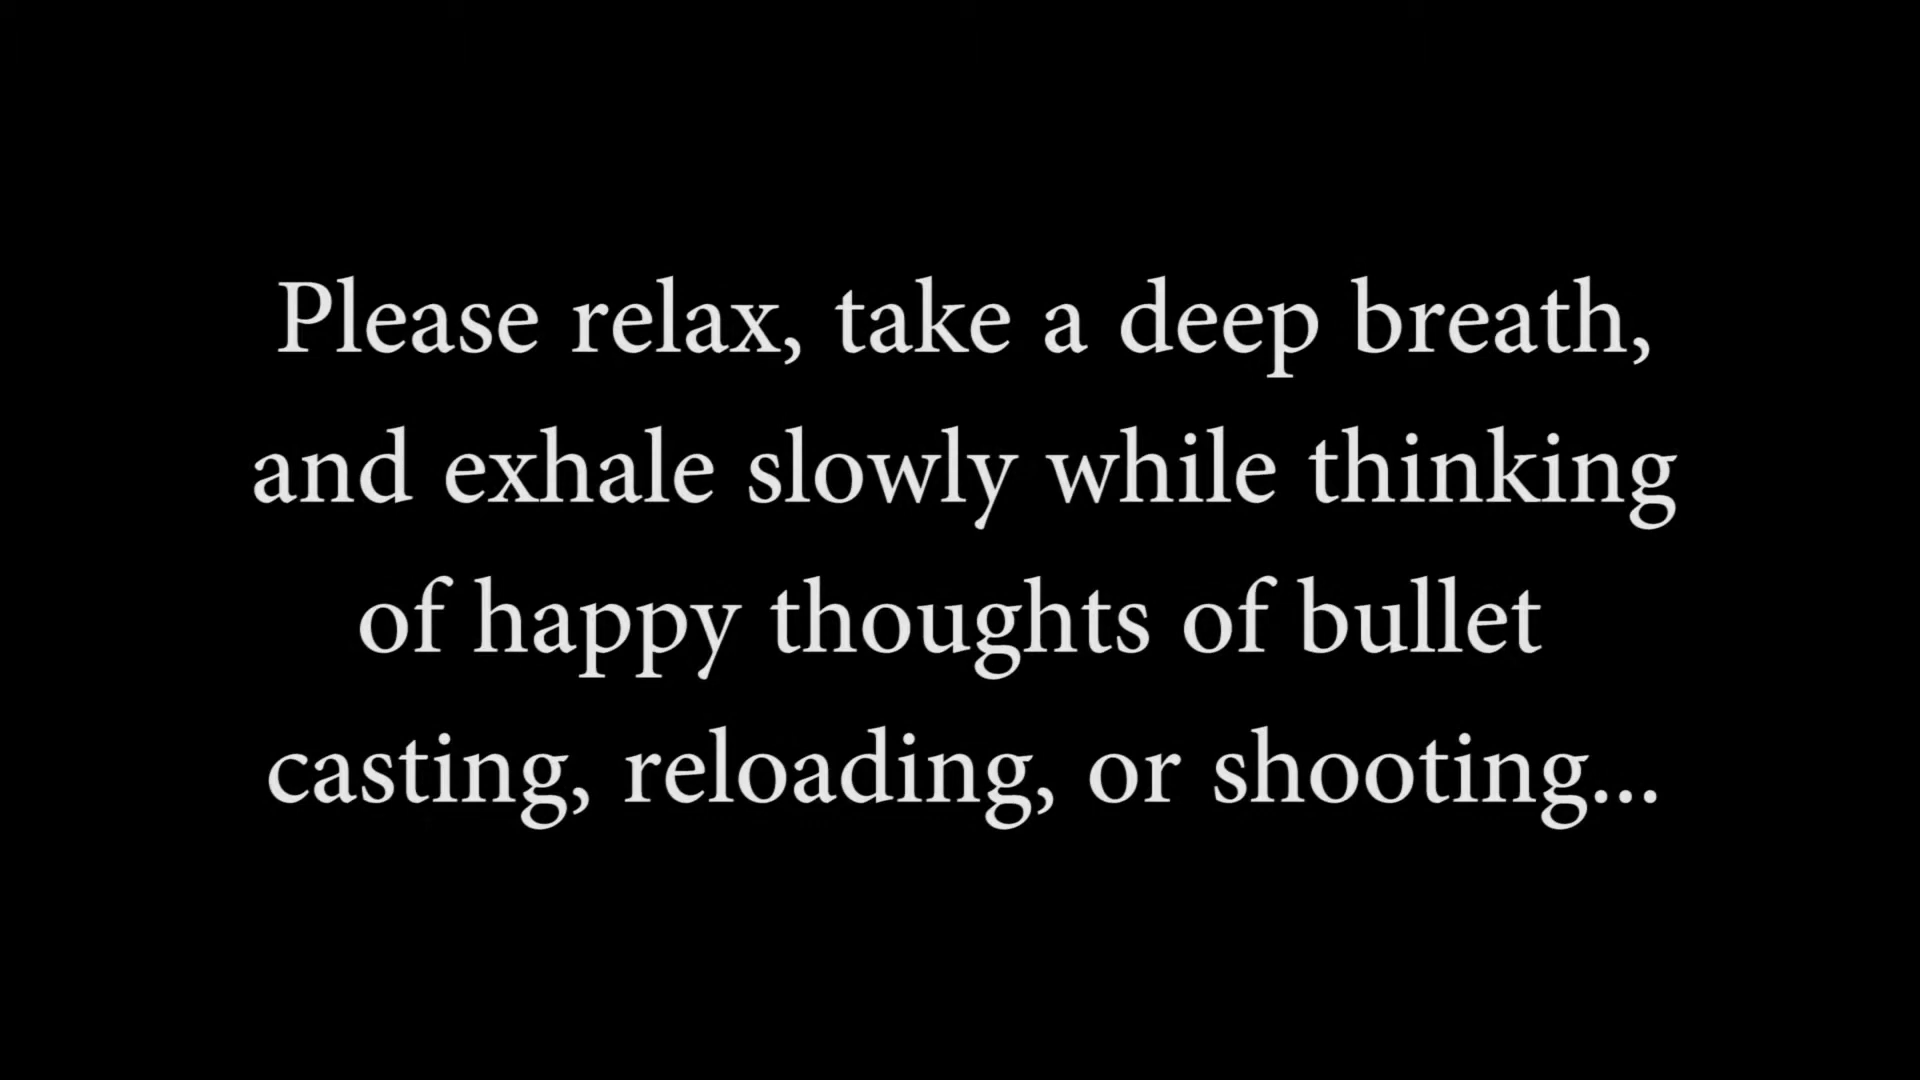 Please relax, take a deep breath,
and exhale slowly while thinking
of happy thoughts of bullet
casting, reloading, or shooting...